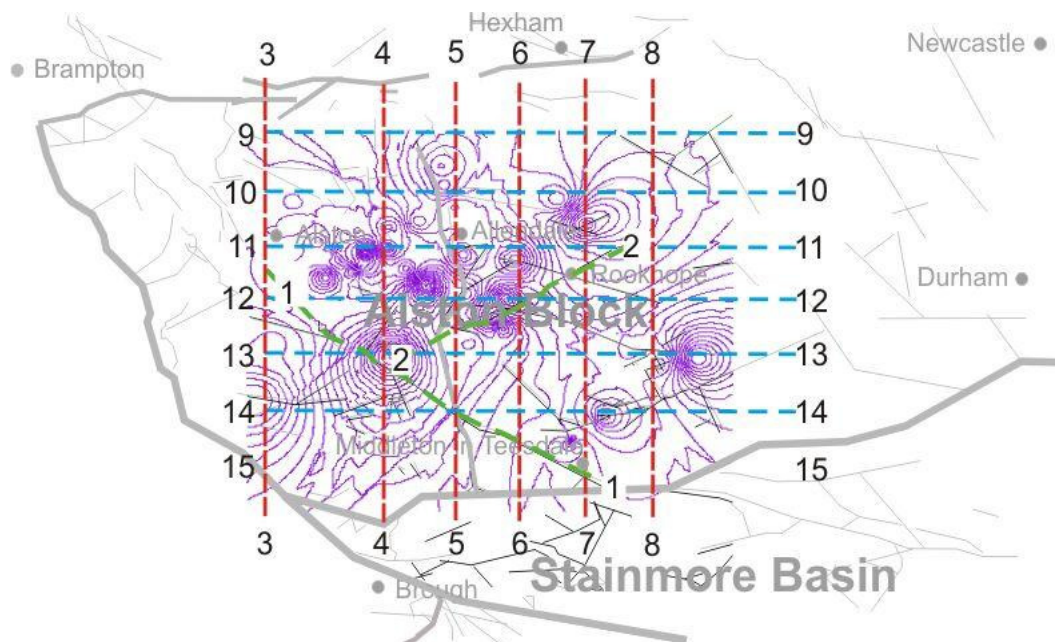 Hexham
Newcastle
Brampton
3 4 5 6 7 8
9 9
10 10
Alston
Allendale
11 11
2
Rookhope
Durham
1
12 12
Alston Block
13 13
2
14 14
Middleton in Teesdale
15 15
1
3 4 5 6 7 8
Stainmore Basin
Brough